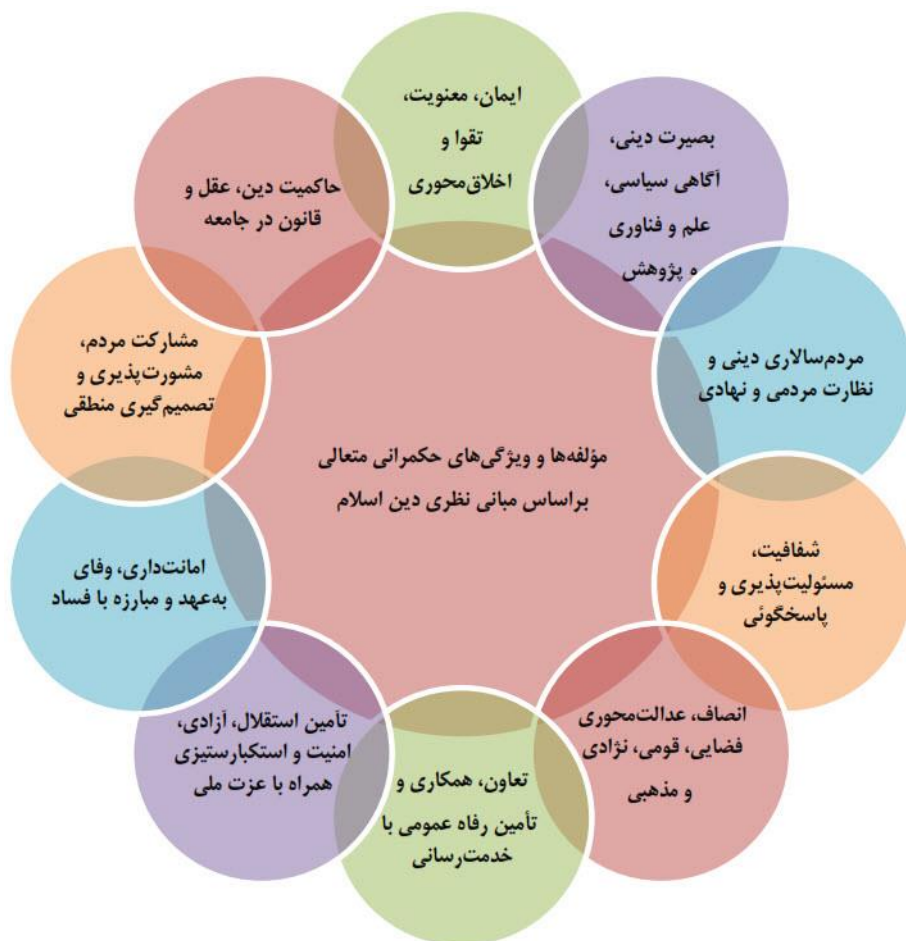 ایمان، معنویت،
تقوا و
اخلاق‌محوری
بصیرت دینی،
آگاهی سیاسی،
علم و فناوری
و پژوهش
مردم‌سالاری دینی و
نظارت مردمی و نهادی
شفافیت،
مسئولیت‌پذیری و
پاسخگوئی
انصاف، عدالت‌محوری
فضایی، قومی، نژادی
و مذهبی
تعاون، همکاری و
تأمین رفاه عمومی با
خدمت‌رسانی
تأمین استقلال، آزادی،
امنیت و استکبارستیزی
همراه با عزت ملی
امانت‌داری، وفای
به‌عهد و مبارزه با فساد
مشارکت مردم،
مشورت‌پذیری و
تصمیم‌گیری منطقی
حاکمیت دین، عقل و
قانون در جامعه
مؤلفه‌ها و ویژگی‌های حکمرانی متعالی
براساس مبانی نظری دین اسلام